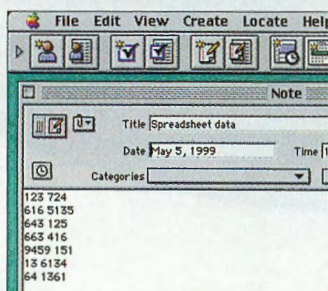 File Edit View Create Locate Help
Note
Title Spreadsheet data
Date May 5, 1999 Time
Categories
123 724
616 5135
643 125
663 416
9459 151
13 6134
64 1361